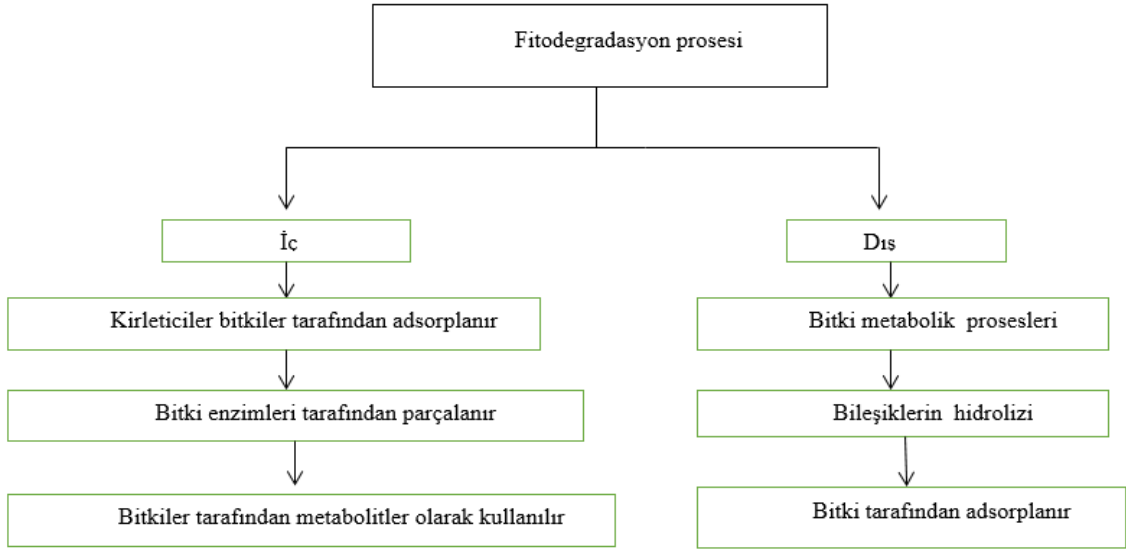 Fitodegradasyon prosesi
İç
Dış
Kirleticiler bitkiler tarafından adsorplanır
Bitki metabolik prosesleri
Bitki enzimleri tarafından parçalanır
Bileşiklerin hidrolizi
Bitkiler tarafından metabolitler olarak kullanılır
Bitki tarafından adsorplanır